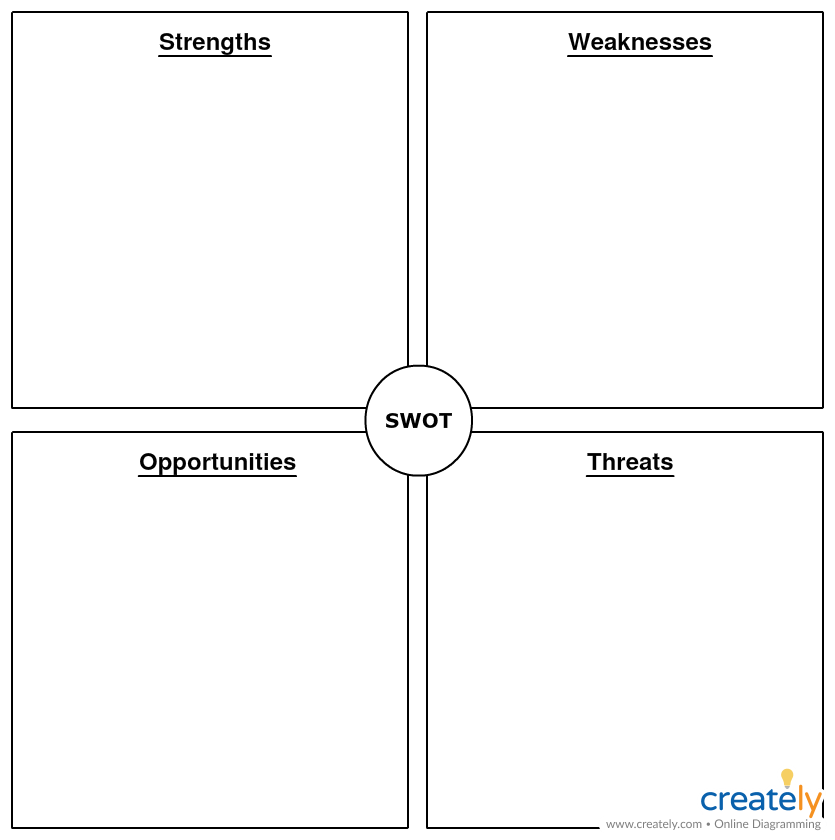 Strengths
Weaknesses
SWOT
Opportunities
Threats
creately
www.creately.com • Online Diagramming